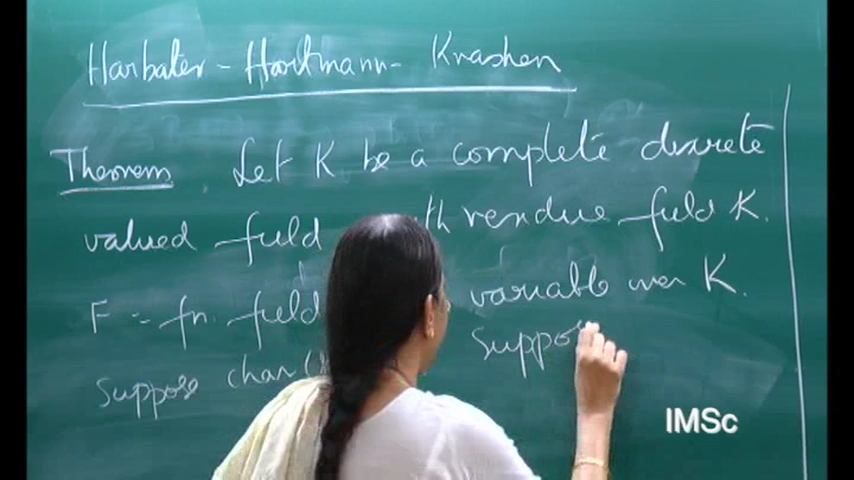 Harbater - Hartmann - Krashen
Theorem. Let K be a complete discrete
valued field th residue field K.
F = fn. field variable over K.
Suppose char ( Suppos
IMSc